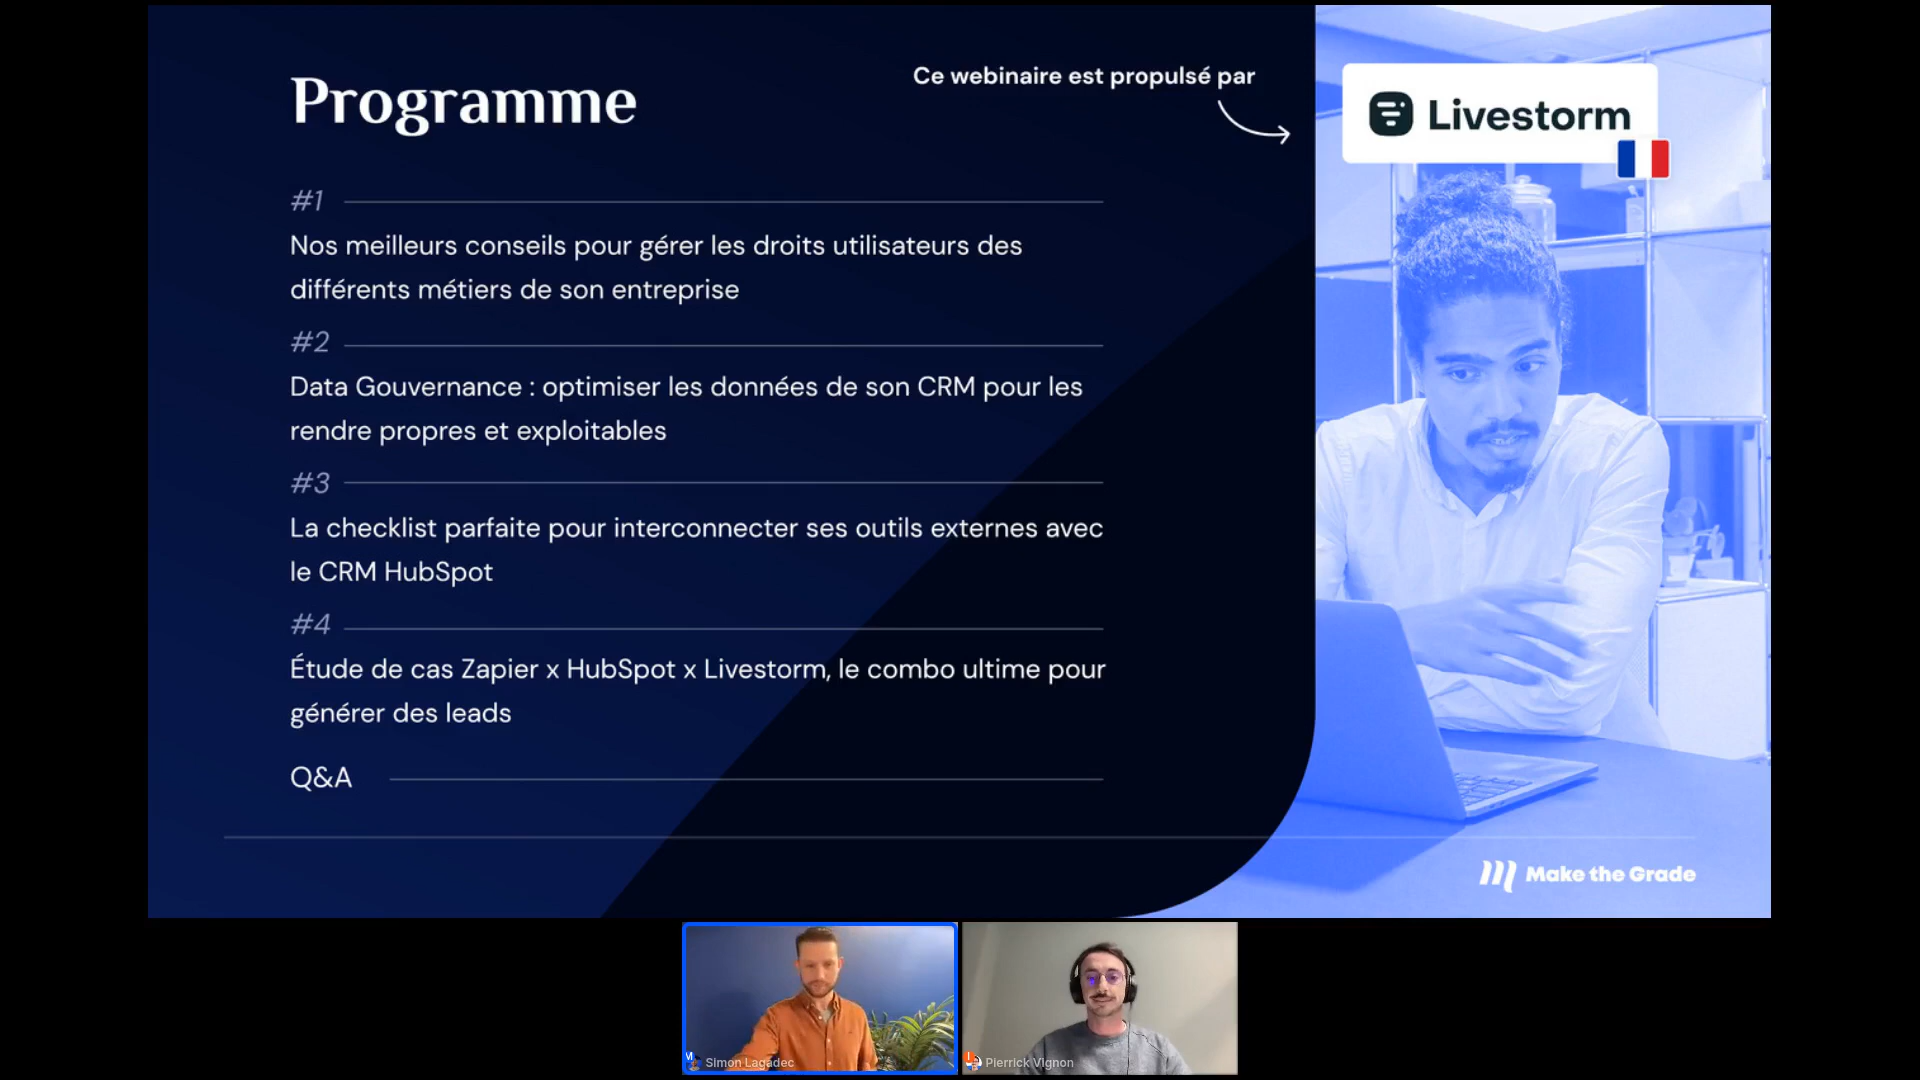 Programme
Ce webinaire est propulsé par
Livestorm
#1
Nos meilleurs conseils pour gérer les droits utilisateurs des
différents métiers de son entreprise
#2
Data Gouvernance : optimiser les données de son CRM pour les
rendre propres et exploitables
#3
La checklist parfaite pour interconnecter ses outils externes avec
le CRM HubSpot
#4
Étude de cas Zapier x HubSpot x Livestorm, le combo ultime pour
générer des leads
Q&A
Make the Grade
Simon Lagadec
Pierrick Vignon